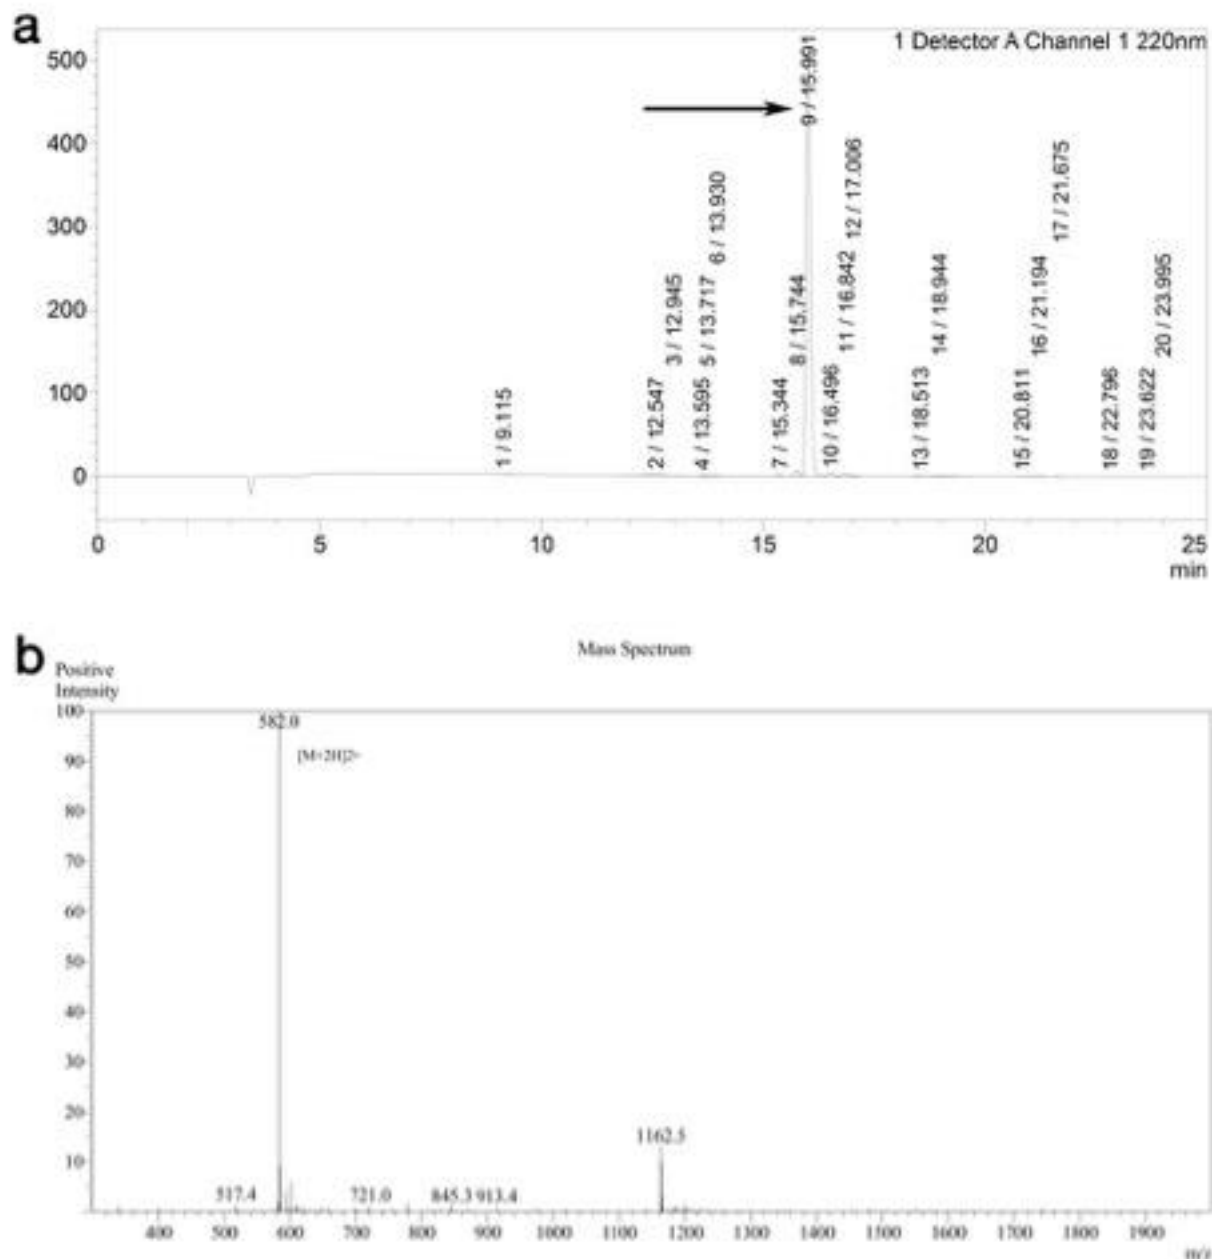 a
1 Detector A Channel 1 220nm
500
400
300
200
100
0
1 / 9.115
2 / 12.547
3 / 12.945
4 / 13.595
5 / 13.717
6 / 13.930
7 / 15.344
8 / 15.744
9 / 15.991
10 / 16.496
11 / 16.842
12 / 17.006
13 / 18.513
14 / 18.944
15 / 20.811
16 / 21.194
17 / 21.675
18 / 22.796
19 / 23.622
20 / 23.995
0 5 10 15 20 25
min
b
Mass Spectrum
Positive
Intensity
100
90
80
70
60
50
40
30
20
10
582.0
[M+2H]2+
1162.5
517.4 721.0 845.3 913.4
400 500 600 700 800 900 1000 1100 1200 1300 1400 1500 1600 1700 1800 1900